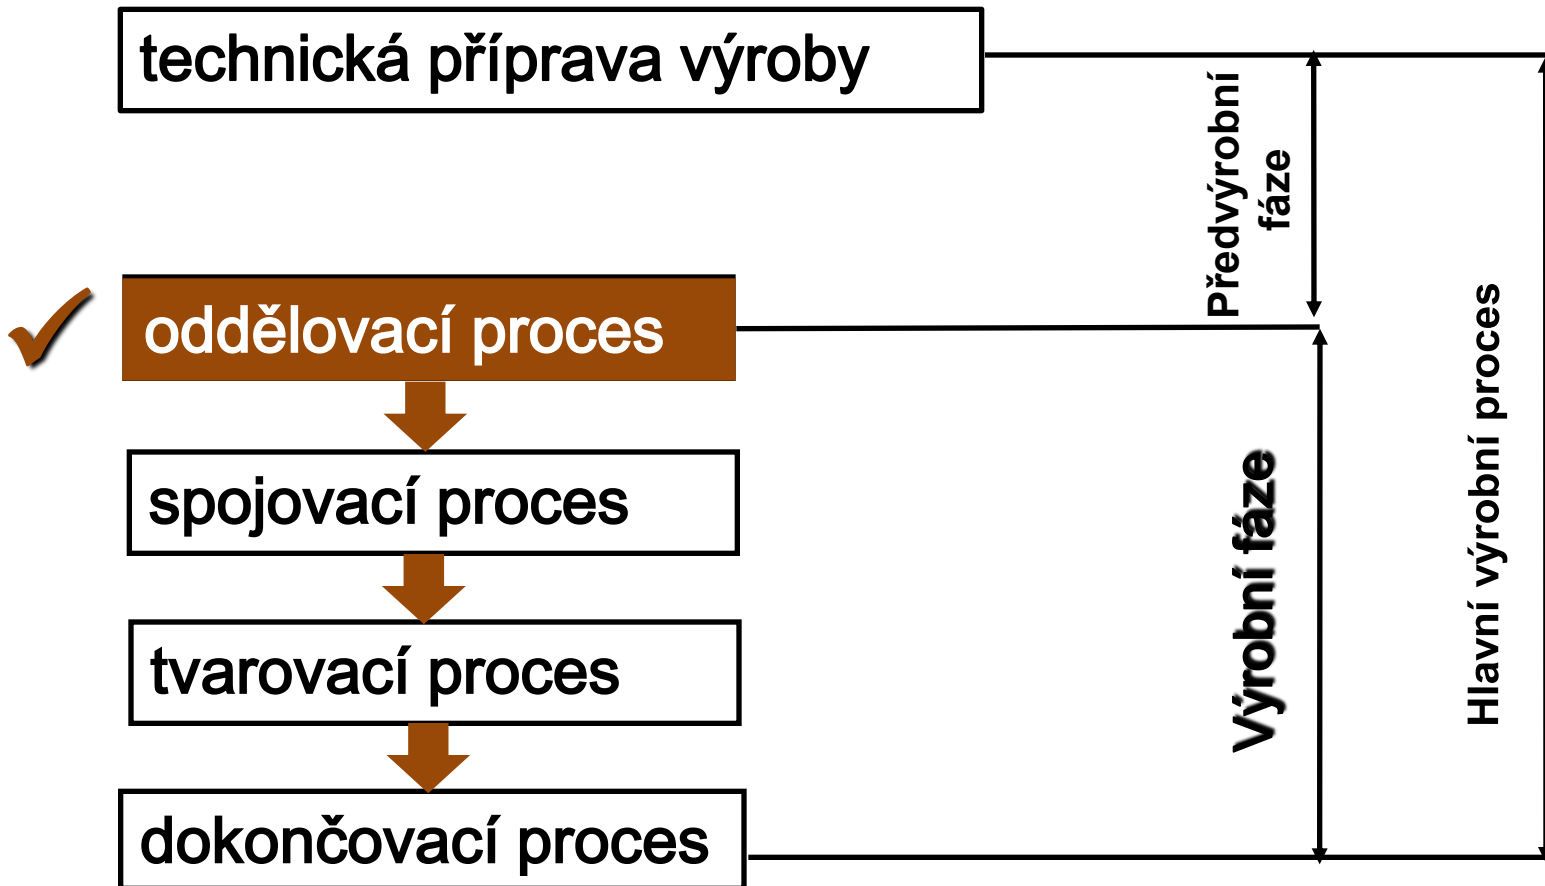 technická příprava výroby
Předvýrobní
fáze
oddělovací proces
spojovací proces
tvarovací proces
dokončovací proces
Výrobní fáze
Hlavní výrobní proces